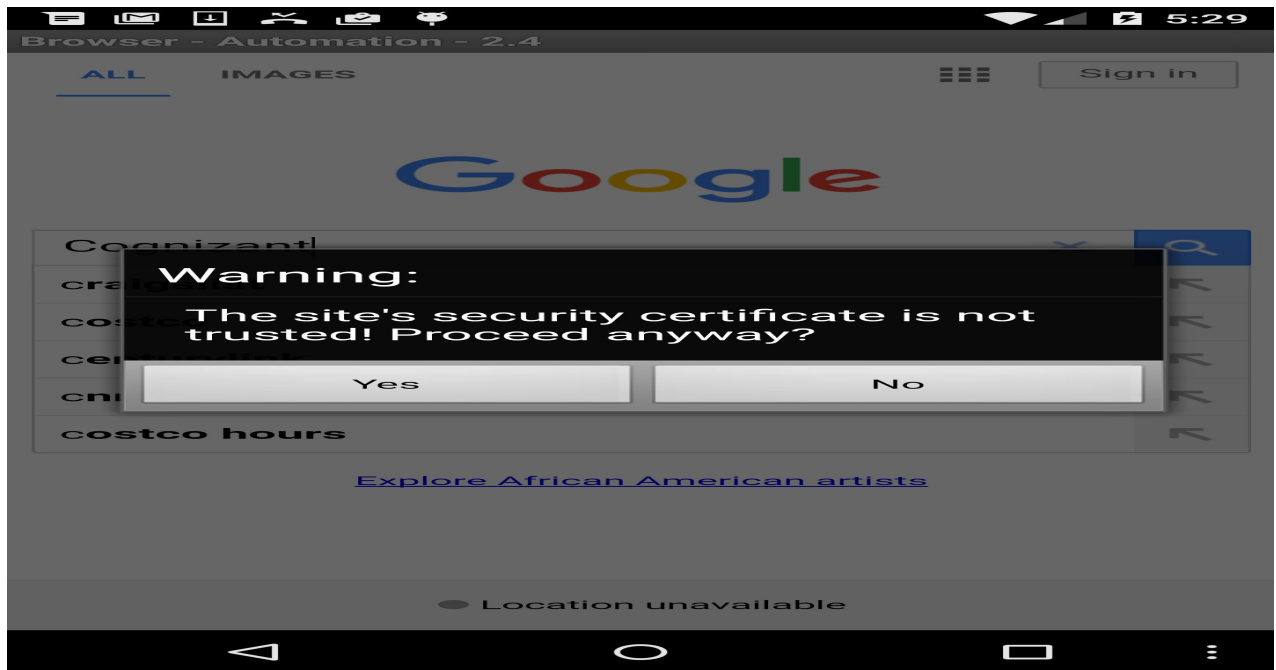 5:29
Browser - Automation - 2.4
ALL IMAGES Sign in
Google
Cognizant
Warning:
The site's security certificate is not
trusted! Proceed anyway?
Yes No
costco hours
Explore African American artists
Location unavailable